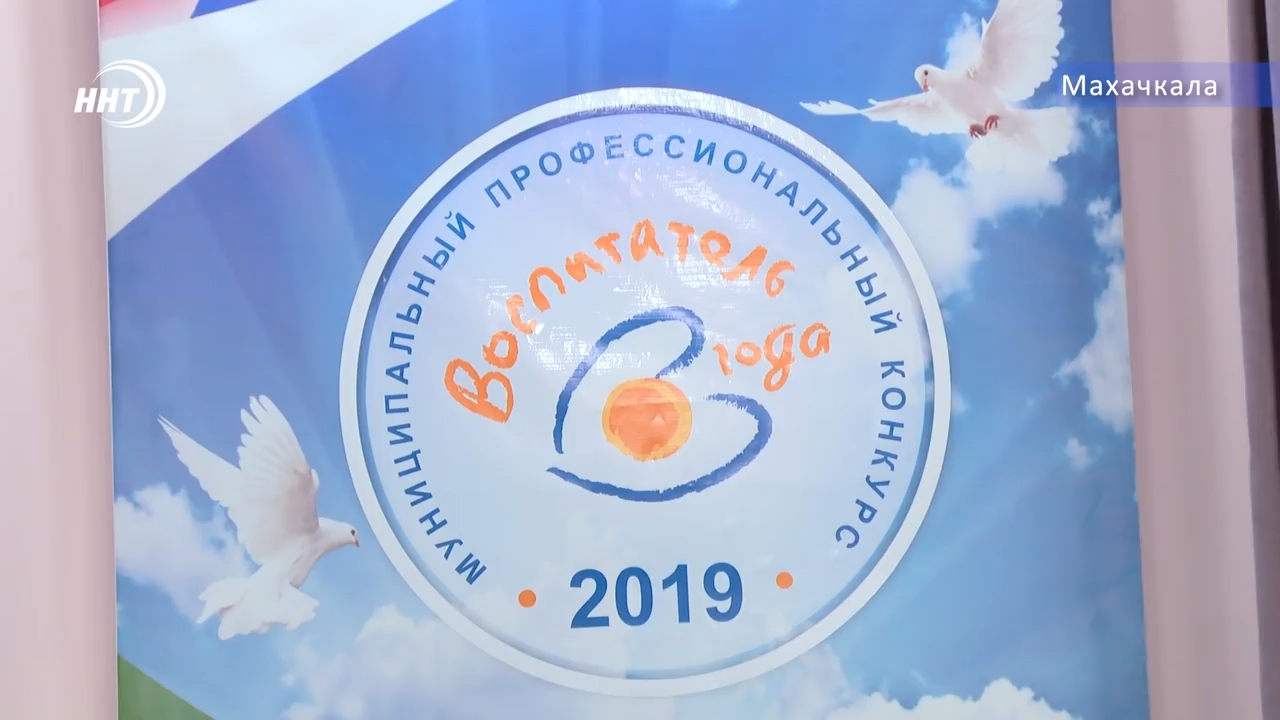 ННТ
Махачкала
МУНИЦИПАЛЬНЫЙ ПРОФЕССИОНАЛЬНЫЙ КОНКУРС
Воспитатель
года
В
• 2019 •